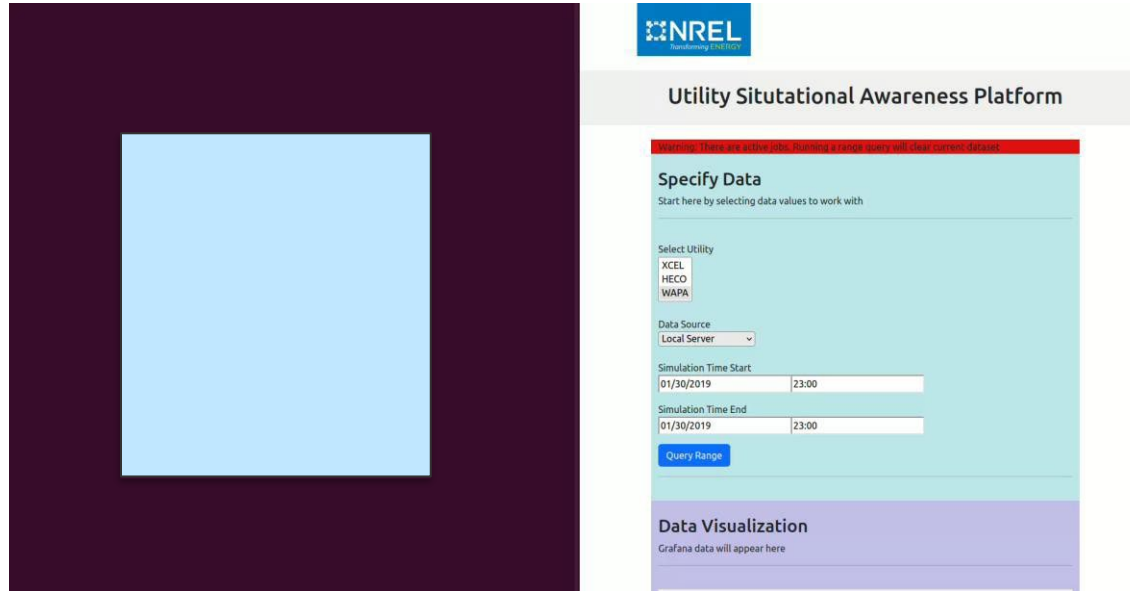 NREL
Transforming ENERGY
Utility Situtational Awareness Platform
Warning: There are active jobs. Running a range query will clear current dataset
Specify Data
Start here by selecting data values to work with
Select Utility
XCEL
HECO
WAPA
Data Source
Local Server
Simulation Time Start
01/30/2019 23:00
Simulation Time End
01/30/2019 23:00
Query Range
Data Visualization
Grafana data will appear here